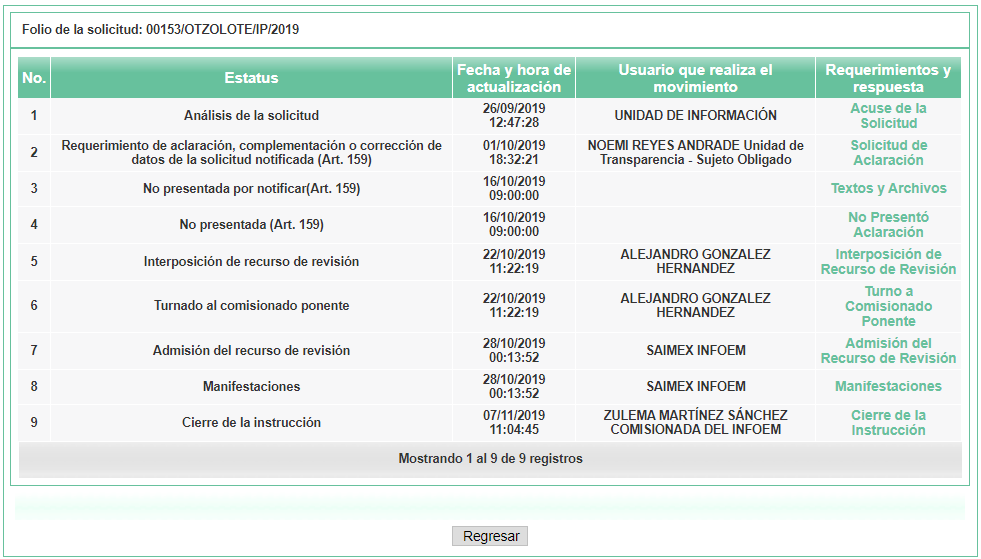 Folio de la solicitud: 00153/OTZOLOTE/IP/2019
No.
Estatus
Fecha y hora de
actualización
Usuario que realiza el
movimiento
Requerimientos y
respuesta
1
Análisis de la solicitud
26/09/2019
12:47:28
UNIDAD DE INFORMACIÓN
Acuse de la
Solicitud
2
Requerimiento de aclaración, complementación o corrección de
datos de la solicitud notificada (Art. 159)
01/10/2019
18:32:21
NOEMI REYES ANDRADE Unidad de
Transparencia - Sujeto Obligado
Solicitud de
Aclaración
3
No presentada por notificar(Art. 159)
16/10/2019
09:00:00
Textos y Archivos
4
No presentada (Art. 159)
16/10/2019
09:00:00
No Presentó
Aclaración
5
Interposición de recurso de revisión
22/10/2019
11:22:19
ALEJANDRO GONZALEZ
HERNANDEZ
Interposición de
Recurso de Revisión
6
Turnado al comisionado ponente
22/10/2019
11:22:19
ALEJANDRO GONZALEZ
HERNANDEZ
Turno a
Comisionado
Ponente
7
Admisión del recurso de revisión
28/10/2019
00:13:52
SAIMEX INFOEM
Admisión del
Recurso de Revisión
8
Manifestaciones
28/10/2019
00:13:52
SAIMEX INFOEM
Manifestaciones
9
Cierre de la instrucción
07/11/2019
11:04:45
ZULEMA MARTÍNEZ SÁNCHEZ
COMISIONADA DEL INFOEM
Cierre de la
Instrucción
Mostrando 1 al 9 de 9 registros
Regresar